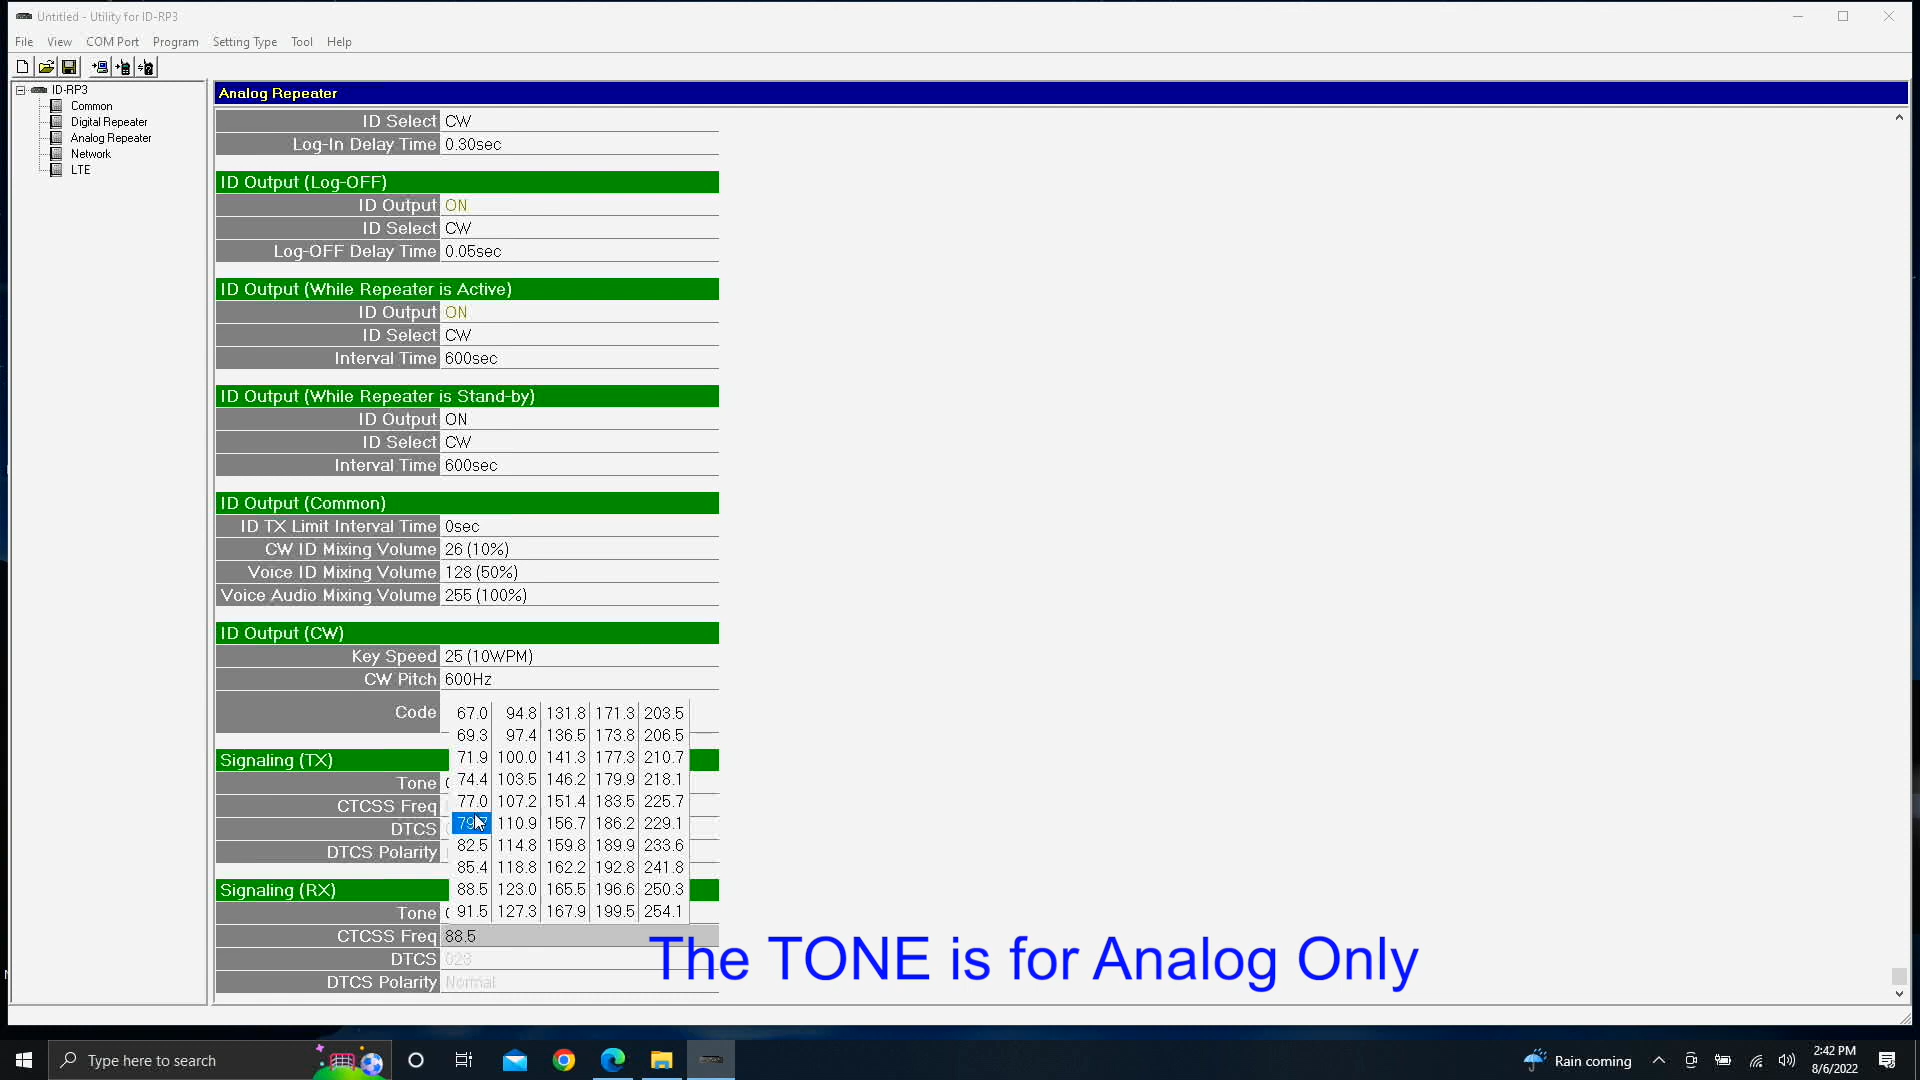 Untitled - Utility for ID-RP3
File View COM Port Program Setting Type Tool Help
ID-RP3
Common
Digital Repeater
Analog Repeater
Network
LTE
Analog Repeater
ID Select CW
Log-In Delay Time 0.30sec
ID Output (Log-OFF)
ID Output ON
ID Select CW
Log-OFF Delay Time 0.05sec
ID Output (While Repeater is Active)
ID Output ON
ID Select CW
Interval Time 600sec
ID Output (While Repeater is Stand-by)
ID Output ON
ID Select CW
Interval Time 600sec
ID Output (Common)
ID TX Limit Interval Time 0sec
CW ID Mixing Volume 26 (10%)
Voice ID Mixing Volume 128 (50%)
Voice Audio Mixing Volume 255 (100%)
ID Output (CW)
Key Speed 25 (10WPM)
CW Pitch 600Hz
Code
Signaling (TX)
Tone
CTCSS Freq
DTCS
DTCS Polarity
Signaling (RX)
Tone
CTCSS Freq 88.5
DTCS 023
DTCS Polarity Normal
67.0 94.8 131.8 171.3 203.5
69.3 97.4 136.5 173.8 206.5
71.9 100.0 141.3 177.3 210.7
74.4 103.5 146.2 179.9 218.1
77.0 107.2 151.4 183.5 225.7
110.9 156.7 186.2 229.1
82.5 114.8 159.8 189.9 233.6
85.4 118.8 162.2 192.8 241.8
88.5 123.0 165.5 196.6 250.3
91.5 127.3 167.9 199.5 254.1
The TONE is for Analog Only
Type here to search
Rain coming
2:42 PM
8/6/2022